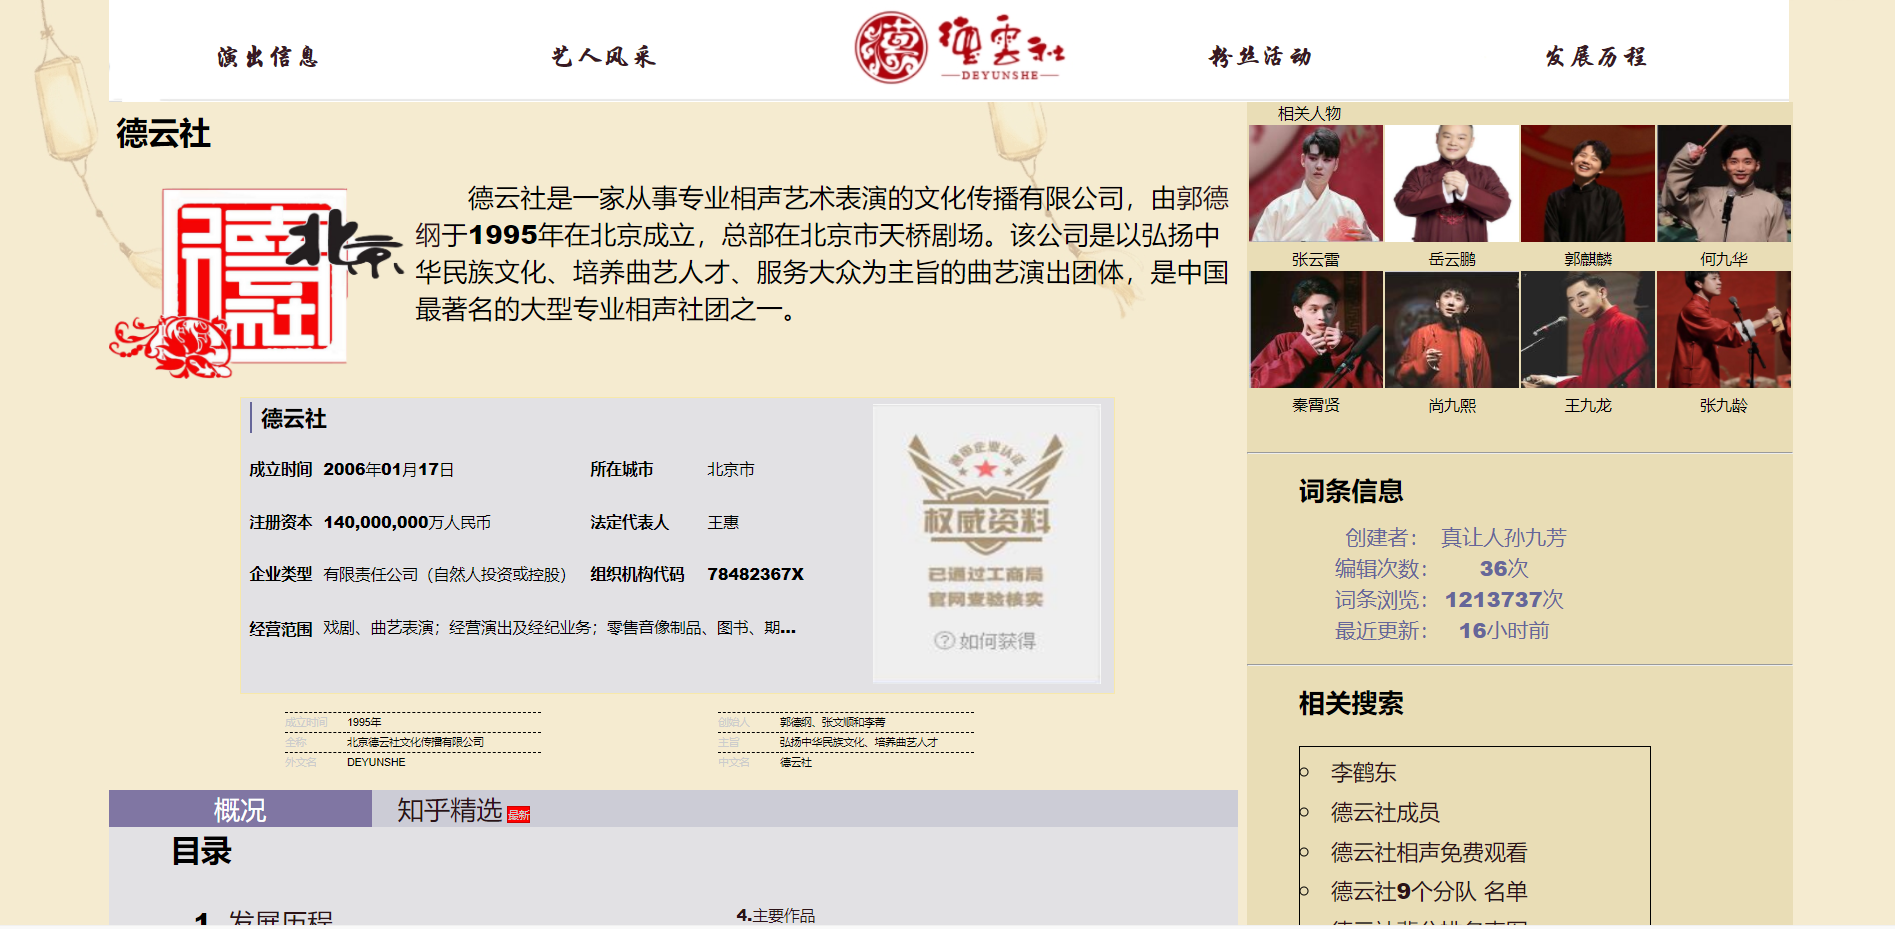 演出信息
艺人风采
德雲社
DEYUNSHE
粉丝活动
发展历程
德云社
北京
德云社是一家从事专业相声艺术表演的文化传播有限公司，由郭德
纲于1995年在北京成立，总部在北京市天桥剧场。该公司是以弘扬中
华民族文化、培养曲艺人才、服务大众为主旨的曲艺演出团体，是中国
最著名的大型专业相声社团之一。
德云社
成立时间 2006年01月17日 所在城市 北京市
注册资本 140,000,000万人民币 法定代表人 王惠
企业类型 有限责任公司（自然人投资或控股） 组织机构代码 78482367X
经营范围 戏剧、曲艺表演；经营演出及经纪业务；零售音像制品、图书、期...
权威资料
已通过工商局
官网查验核实
?如何获得
成立时间 1995年
全称 北京德云社文化传播有限公司
外文名 DEYUNSHE
创始人 郭德纲、张文顺和李菁
主旨 弘扬中华民族文化、培养曲艺人才
中文名 德云社
概况
知乎精选 最新
目录
1 发展历程
4.主要作品
相关人物
张云雷 岳云鹏 郭麒麟 何九华
秦霄贤 尚九熙 王九龙 张九龄
词条信息
创建者： 真让人孙九芳
编辑次数： 36次
词条浏览： 1213737次
最近更新： 16小时前
相关搜索
李鹤东
德云社成员
德云社相声免费观看
德云社9个分队 名单